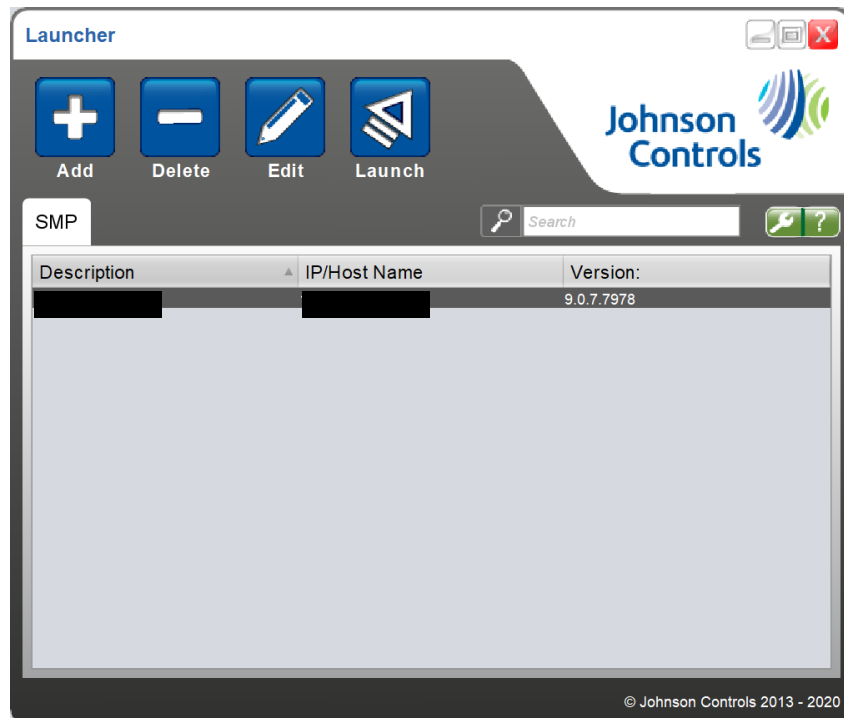 Launcher
Johnson
Controls
Add Delete Edit Launch
SMP Search ?
Description IP/Host Name Version:
9.0.7.7978
© Johnson Controls 2013 - 2020